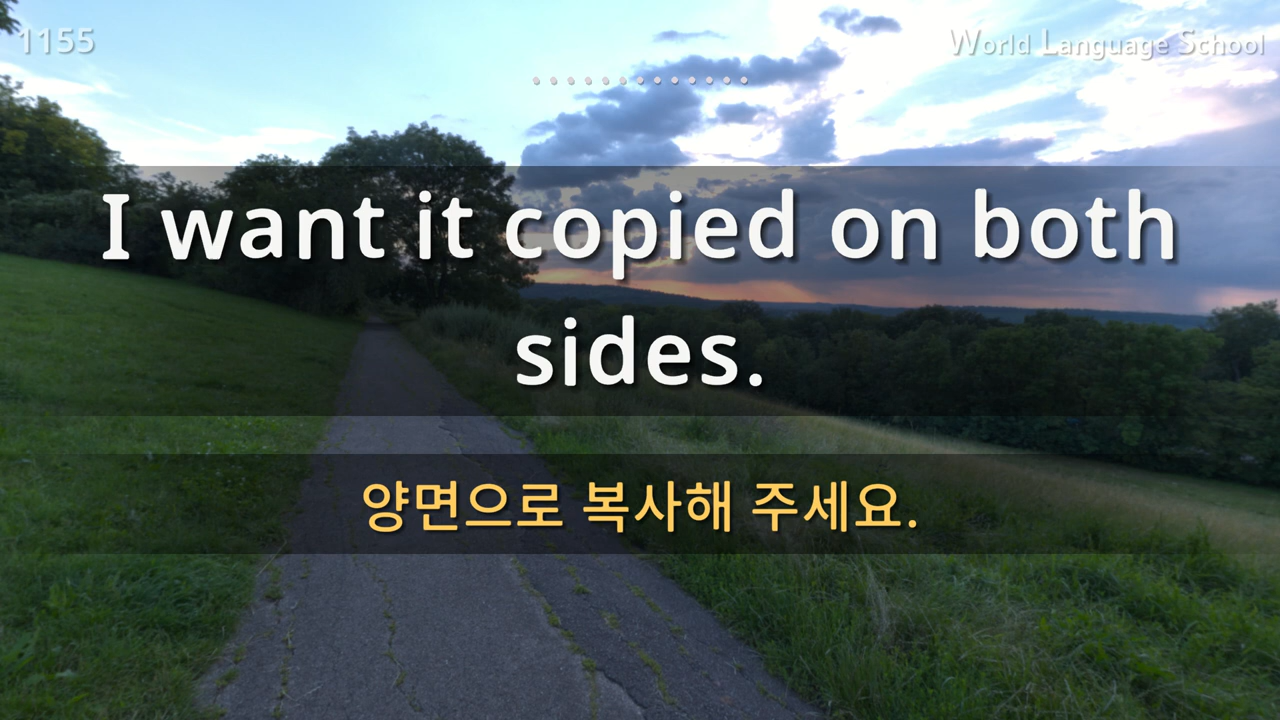 1155
World Language School
I want it copied on both
sides.
양면으로 복사해 주세요.